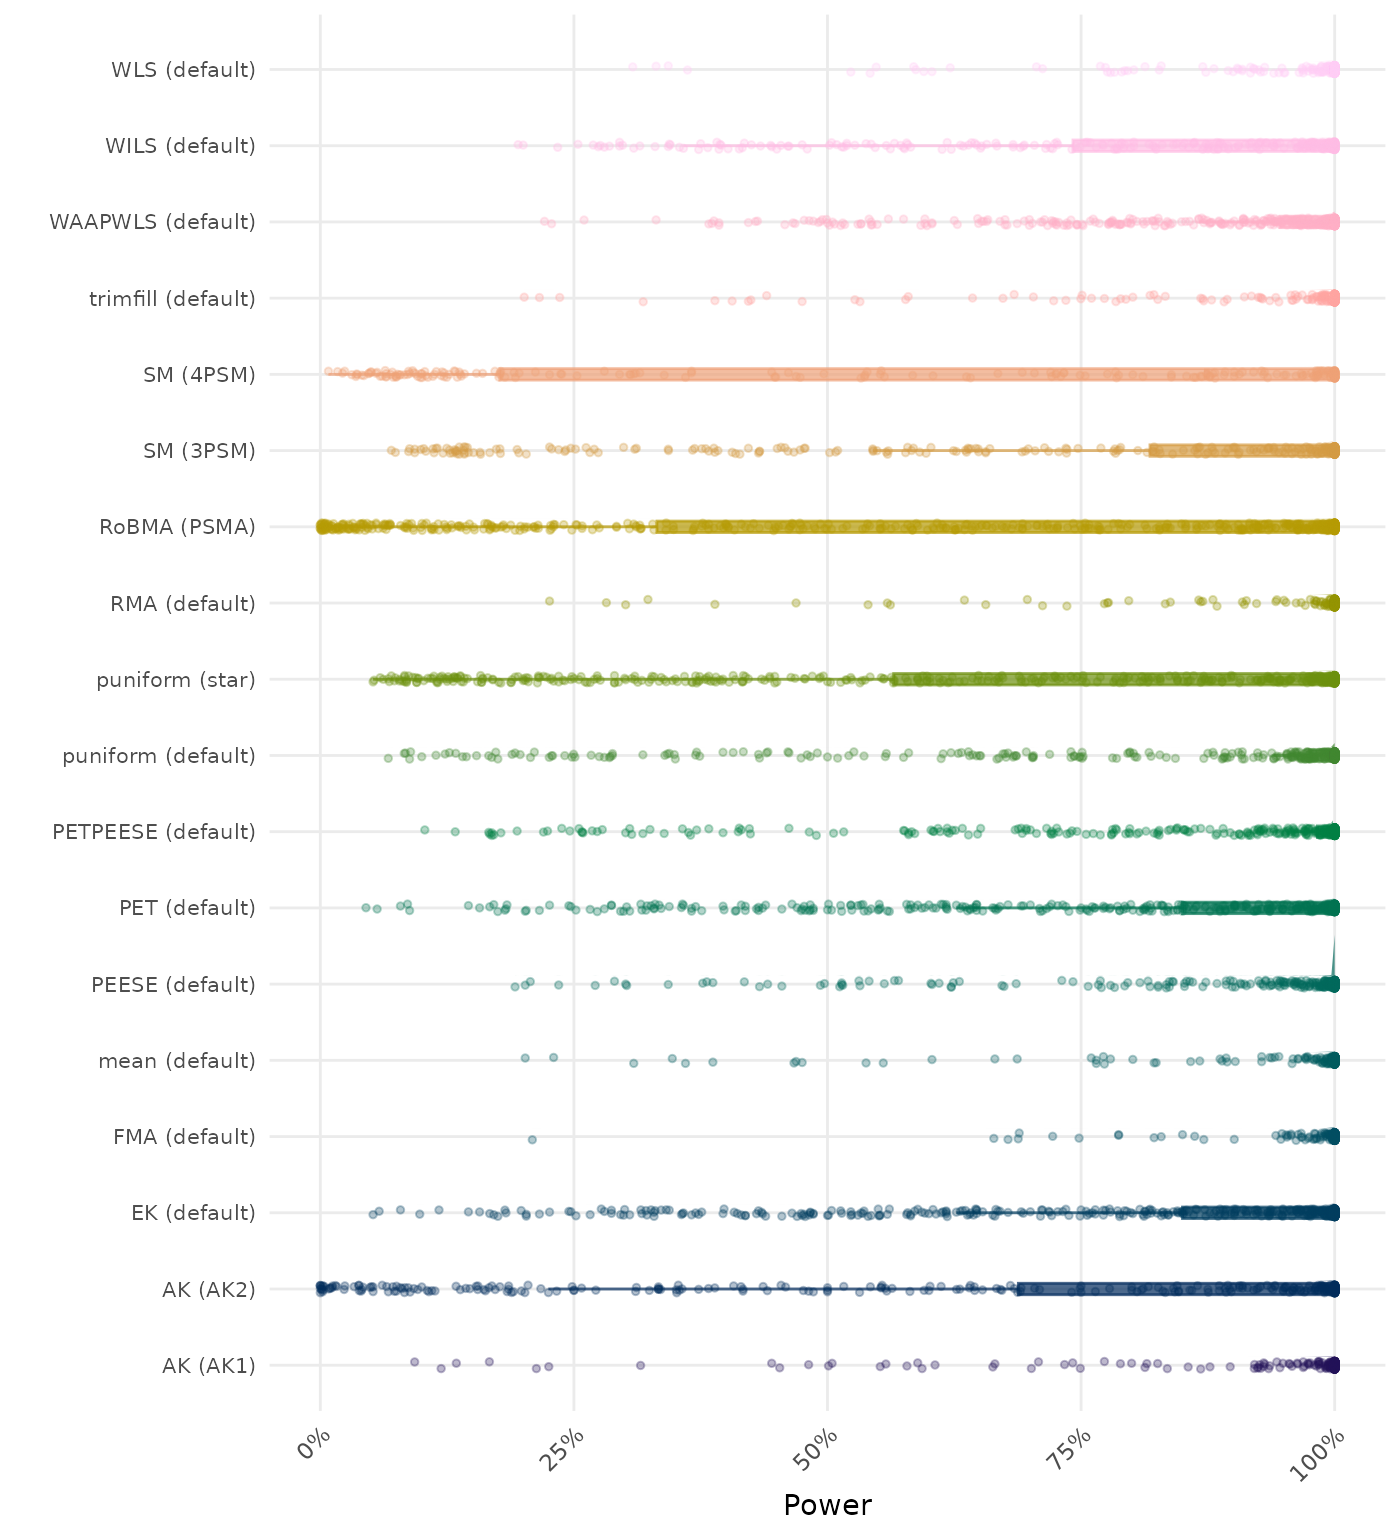 WLS (default)
WILS (default)
WAAPWLS (default)
trimfill (default)
SM (4PSM)
SM (3PSM)
RoBMA (PSMA)
RMA (default)
puniform (star)
puniform (default)
PETPEESE (default)
PET (default)
PEESE (default)
mean (default)
FMA (default)
EK (default)
AK (AK2)
AK (AK1)
0%
25%
50%
75%
100%
Power